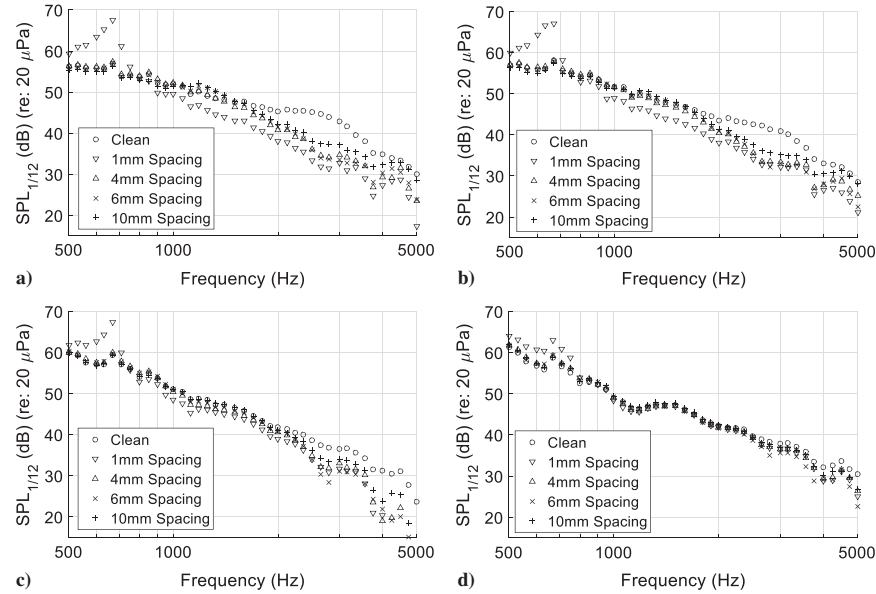 70
60
50
40
30
20
SPL1/12 (dB) (re: 20 μPa)
Clean
1mm Spacing
4mm Spacing
6mm Spacing
10mm Spacing
500
1000
5000
Frequency (Hz)
a)
70
60
50
40
30
20
SPL1/12 (dB) (re: 20 μPa)
Clean
1mm Spacing
4mm Spacing
6mm Spacing
10mm Spacing
500
1000
5000
Frequency (Hz)
b)
70
60
50
40
30
20
SPL1/12 (dB) (re: 20 μPa)
Clean
1mm Spacing
4mm Spacing
6mm Spacing
10mm Spacing
500
1000
5000
Frequency (Hz)
c)
70
60
50
40
30
20
SPL1/12 (dB) (re: 20 μPa)
Clean
1mm Spacing
4mm Spacing
6mm Spacing
10mm Spacing
500
1000
5000
Frequency (Hz)
d)